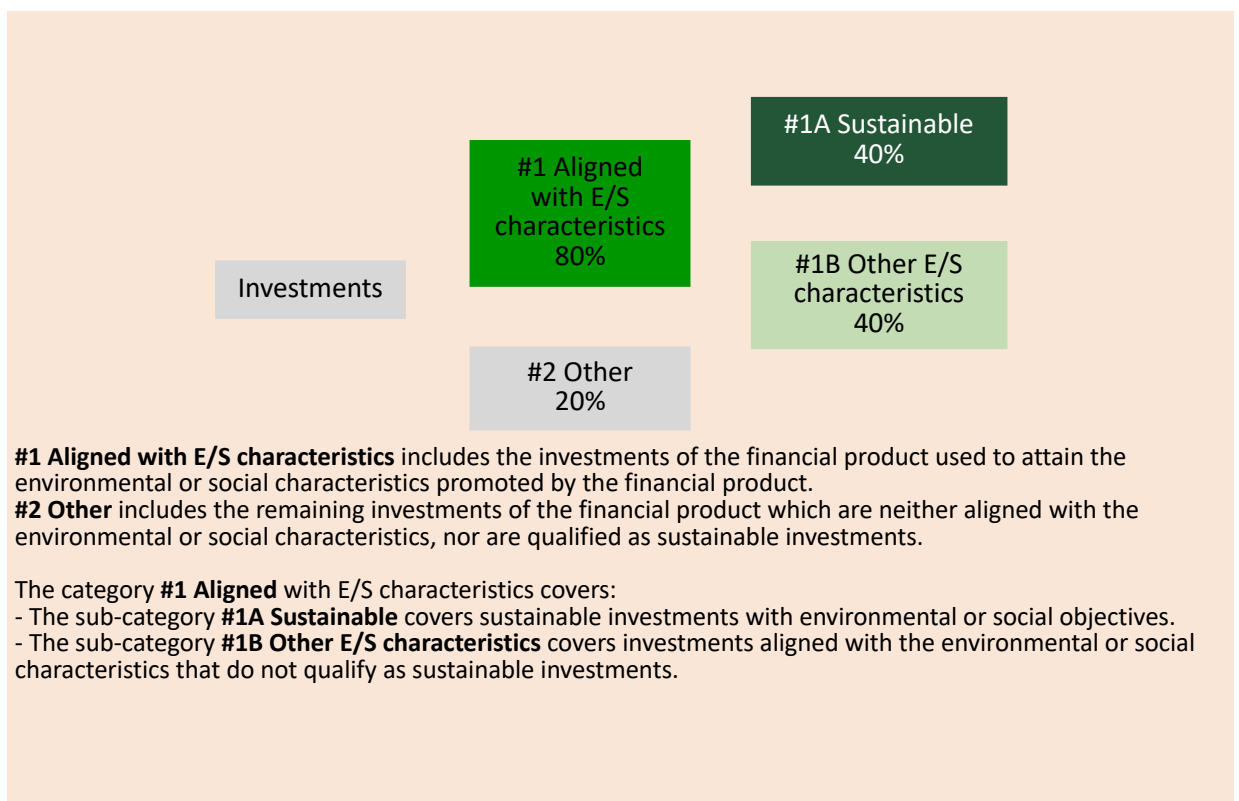 #1A Sustainable
40%
#1 Aligned
with E/S
characteristics
80%
#1B Other E/S
characteristics
40%
Investments
#2 Other
20%
#1 Aligned with E/S characteristics includes the investments of the financial product used to attain the
environmental or social characteristics promoted by the financial product.
#2 Other includes the remaining investments of the financial product which are neither aligned with the
environmental or social characteristics, nor are qualified as sustainable investments.
The category #1 Aligned with E/S characteristics covers:
- The sub-category #1A Sustainable covers sustainable investments with environmental or social objectives.
- The sub-category #1B Other E/S characteristics covers investments aligned with the environmental or social
characteristics that do not qualify as sustainable investments.